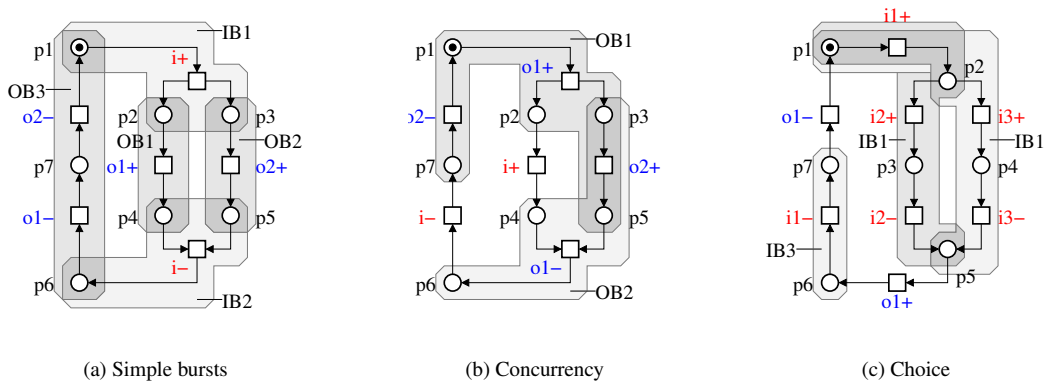 IB1
p1
i+
OB3
p2
p3
o2−
OB1
OB2
p7
o1+
o2+
o1−
p4
p5
i−
p6
IB2
(a) Simple bursts
p1
OB1
o1+
p2
p3
o2−
p7
i+
o2+
i−
p4
p5
o1−
p6
OB2
(b) Concurrency
i1+
p1
p2
o1−
i2+
i3+
IB1
IB1
p7
p3
p4
i1−
i2−
i3−
IB3
p5
p6
o1+
(c) Choice